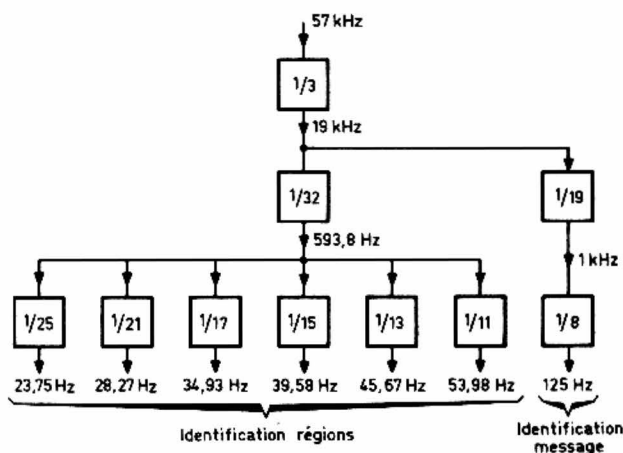 57 kHz
1/3
19 kHz
1/32
1/19
593,8 Hz
1 kHz
1/25 1/21 1/17 1/15 1/13 1/11 1/8
23,75 Hz 28,27 Hz 34,93 Hz 39,58 Hz 45,67 Hz 53,98 Hz 125 Hz
Identification régions
Identification
message